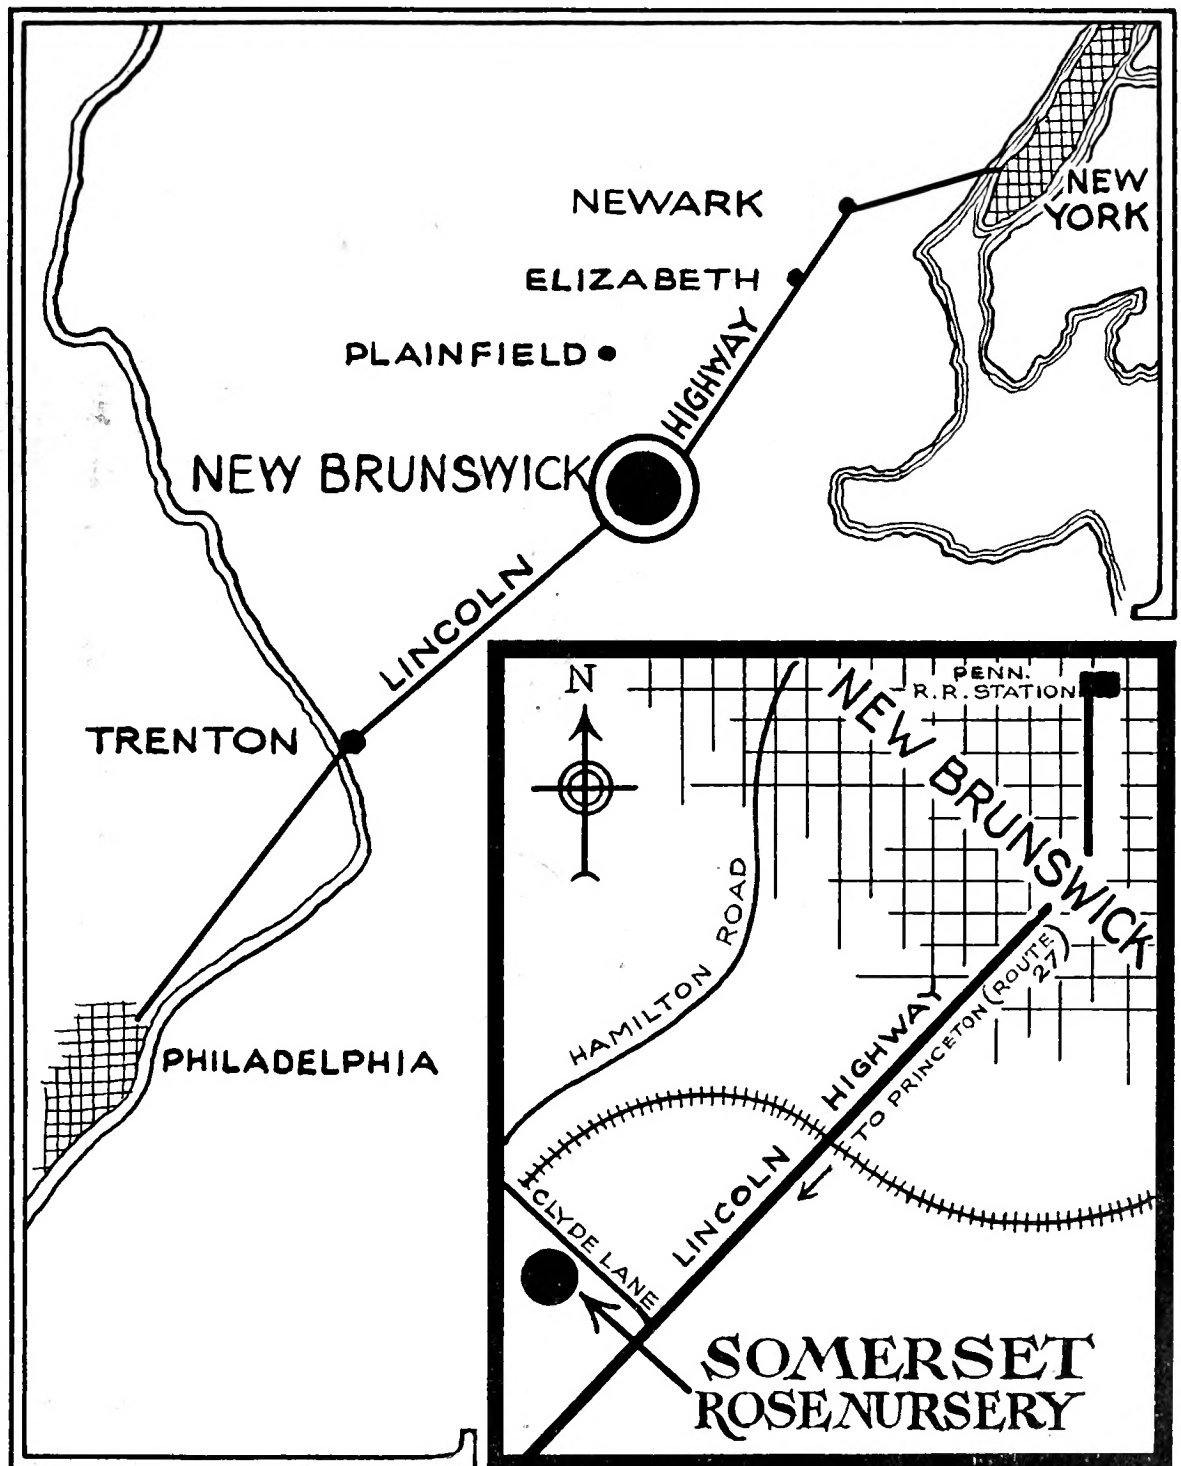 NEW
YORK
NEWARK
ELIZABETH
PLAINFIELD
HIGHWAY
NEW BRUNSWICK
LINCOLN
TRENTON
PHILADELPHIA
N
PENN.
R.R. STATION
NEW BRUNSWICK
HAMILTON ROAD
LINCOLN HIGHWAY
TO PRINCETON (ROUTE
27)
CLYDE LANE
SOMERSET
ROSE NURSERY